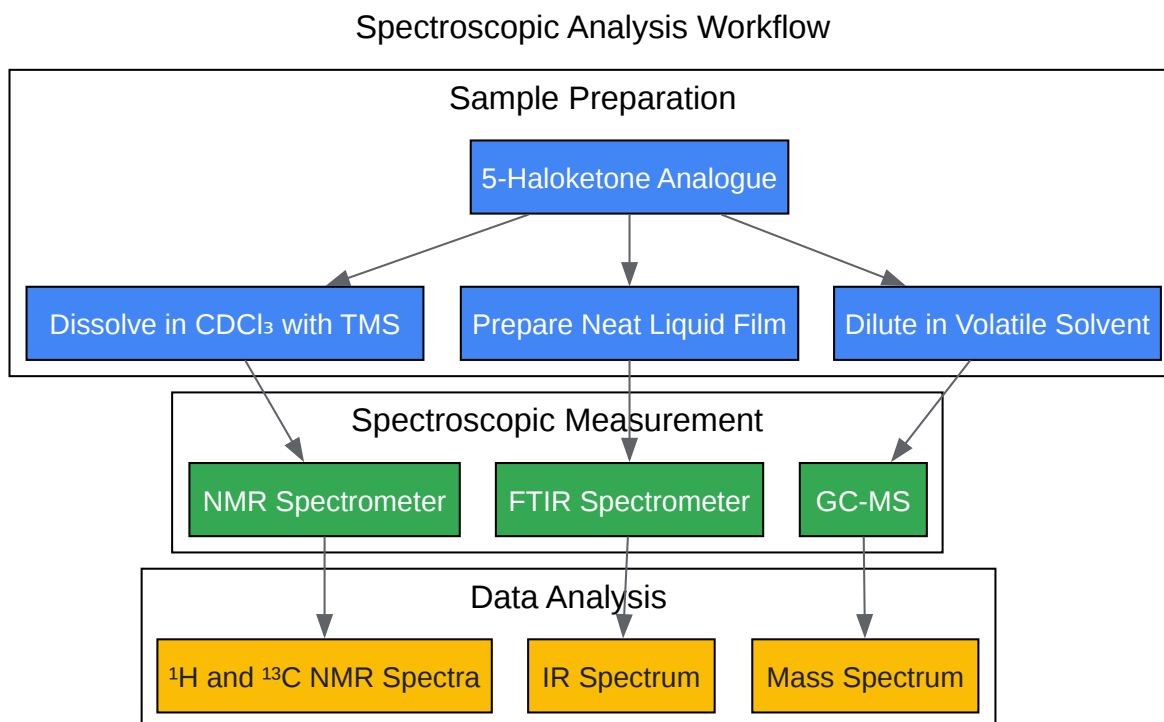 Spectroscopic Analysis Workflow
Sample Preparation
5-Haloketone Analogue
Dissolve in CDCl₃ with TMS
Prepare Neat Liquid Film
Dilute in Volatile Solvent
Spectroscopic Measurement
NMR Spectrometer
FTIR Spectrometer
GC-MS
Data Analysis
¹H and ¹³C NMR Spectra
IR Spectrum
Mass Spectrum